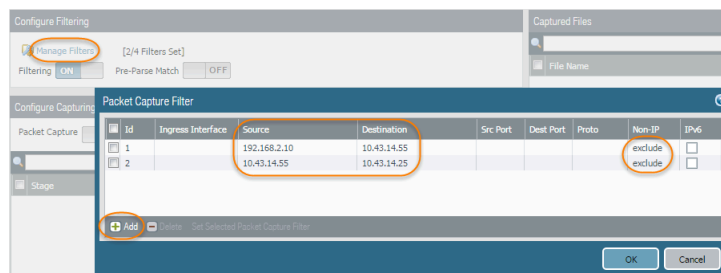 Configure Filtering
Captured Files
Manage Filters [2/4 Filters Set]
Filtering ON Pre-Parse Match OFF
File Name
Configure Capturing
Packet Capture Filter
Packet Capture
Id Ingress Interface Source Destination Src Port Dest Port Proto Non-IP IPv6
1 192.168.2.10 10.43.14.55 exclude
2 10.43.14.55 10.43.14.25 exclude
Stage
Add Delete Set Selected Packet Capture Filter
OK Cancel